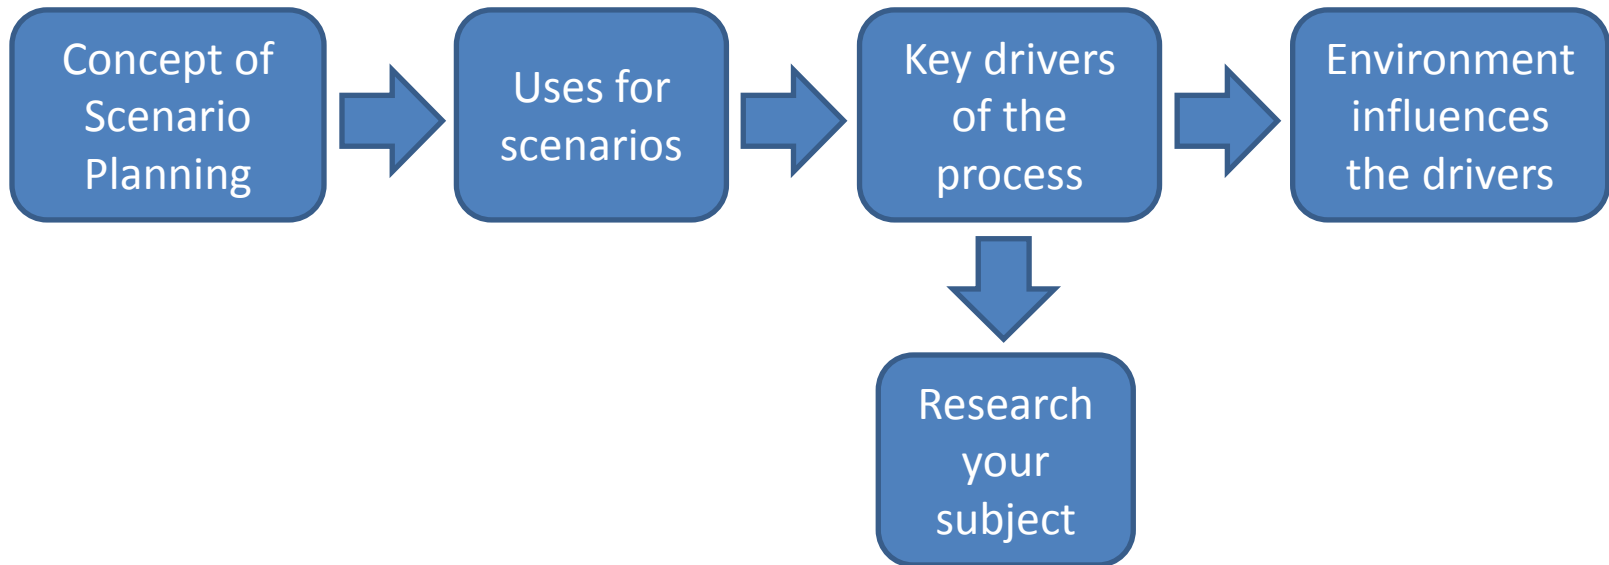 Concept of
Scenario
Planning
Uses for
scenarios
Key drivers
of the
process
Environment
influences
the drivers
Research
your
subject